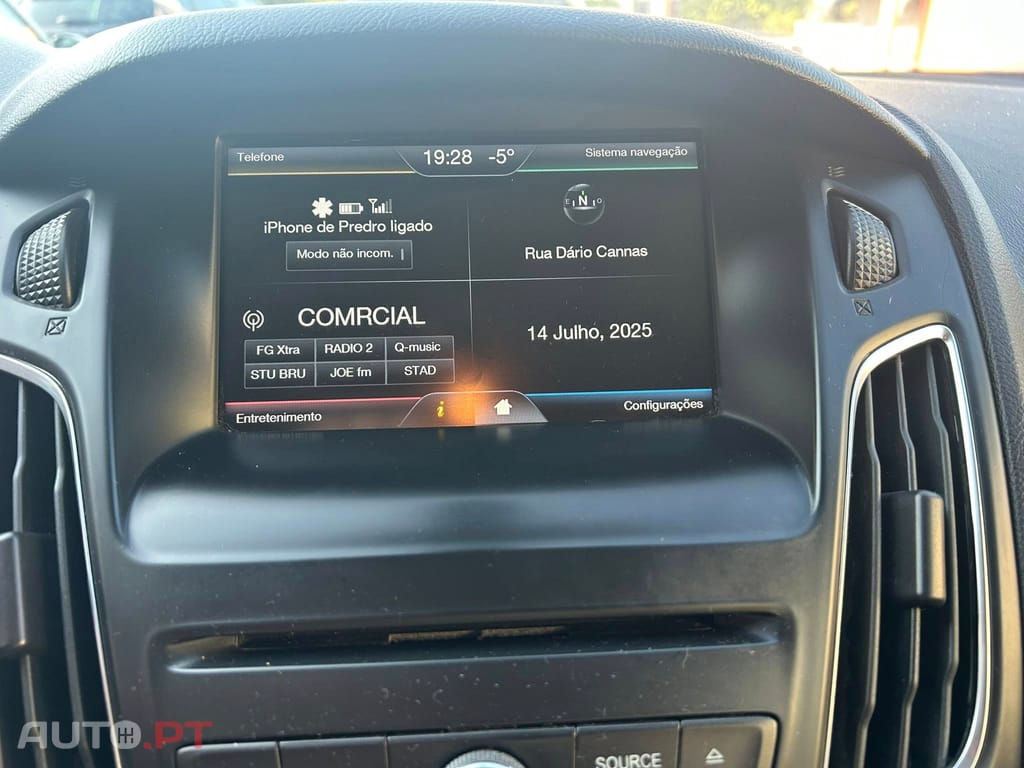 Telefone
19:28 -5°
Sistema navegação
iPhone de Predro ligado
Modo não incom.
E N O
Rua Dário Cannas
COMRCIAL
FG Xtra RADIO 2 Q-music
STU BRU JOE fm STAD
14 Julho, 2025
Entretenimento
i
Configurações
SOURCE
AUTO.PT